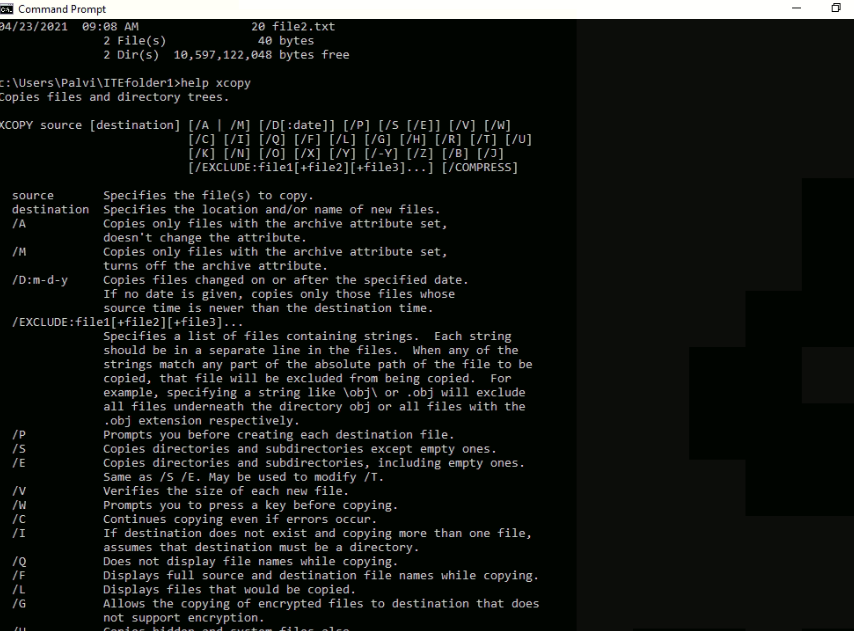 Command Prompt
04/23/2021  09:08 AM                20 file2.txt
               2 File(s)             40 bytes
               2 Dir(s)  10,597,122,048 bytes free
c:\Users\Palvi\ITEfolder1>help xcopy
Copies files and directory trees.
XCOPY source [destination] [/A | /M] [/D[:date]] [/P] [/S [/E]] [/V] [/W]
                           [/C] [/I] [/Q] [/F] [/L] [/G] [/H] [/R] [/T] [/U]
                           [/K] [/N] [/O] [/X] [/Y] [/-Y] [/Z] [/B] [/J]
                           [/EXCLUDE:file1[+file2][+file3]...] [/COMPRESS]
  source       Specifies the file(s) to copy.
  destination  Specifies the location and/or name of new files.
  /A           Copies only files with the archive attribute set,
               doesn't change the attribute.
  /M           Copies only files with the archive attribute set,
               turns off the archive attribute.
  /D:m-d-y     Copies files changed on or after the specified date.
               If no date is given, copies only those files whose
               source time is newer than the destination time.
  /EXCLUDE:file1[+file2][+file3]...
               Specifies a list of files containing strings.  Each string
               should be in a separate line in the files.  When any of the
               strings match any part of the absolute path of the file to be
               copied, that file will be excluded from being copied.  For
               example, specifying a string like \obj\ or .obj will exclude
               all files underneath the directory obj or all files with the
               .obj extension respectively.
  /P           Prompts you before creating each destination file.
  /S           Copies directories and subdirectories except empty ones.
  /E           Copies directories and subdirectories, including empty ones.
               Same as /S /E. May be used to modify /T.
  /V           Verifies the size of each new file.
  /W           Prompts you to press a key before copying.
  /C           Continues copying even if errors occur.
  /I           If destination does not exist and copying more than one file,
               assumes that destination must be a directory.
  /Q           Does not display file names while copying.
  /F           Displays full source and destination file names while copying.
  /L           Displays files that would be copied.
  /G           Allows the copying of encrypted files to destination that does
               not support encryption.
  /H           Copies hidden and system files also.